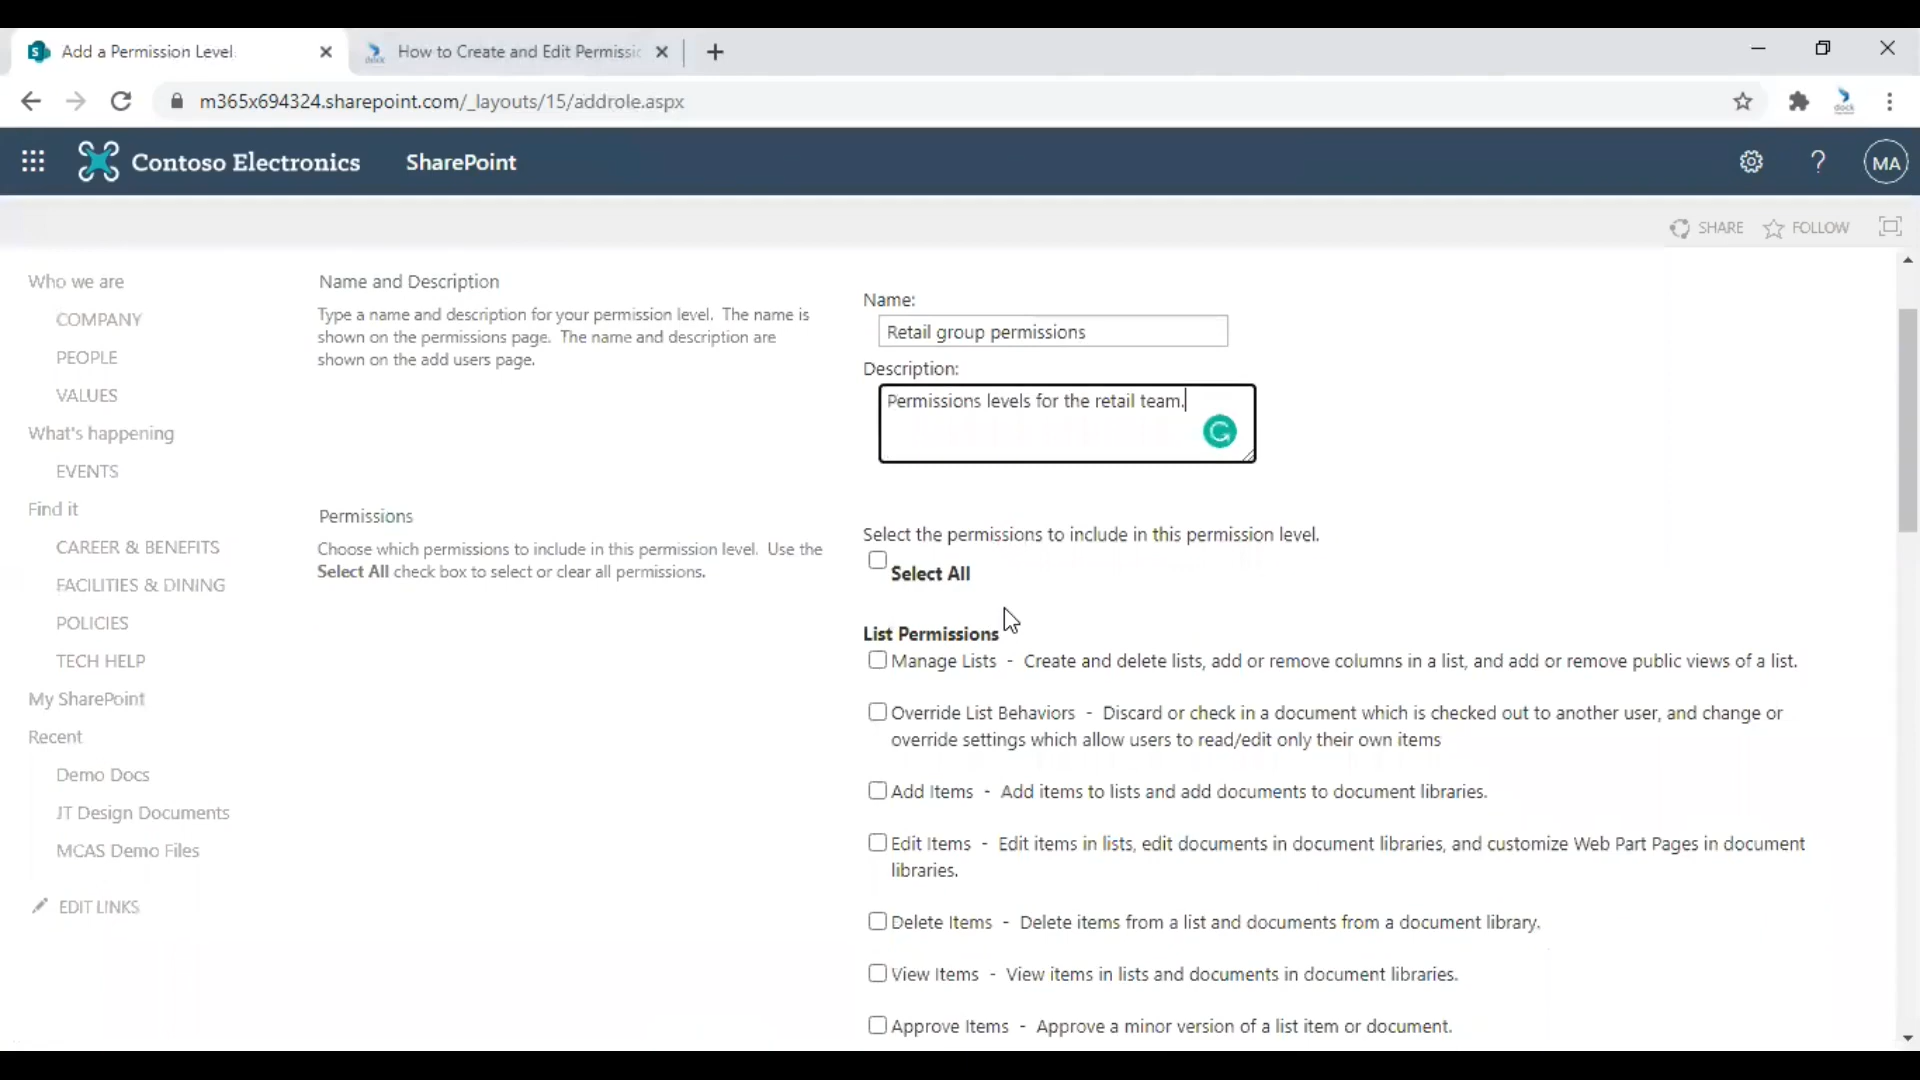 Add a Permission Level
How to Create and Edit Permissic
m365x694324.sharepoint.com/_layouts/15/addrole.aspx
dock
Contoso Electronics
SharePoint
?
MA
SHARE
FOLLOW
Who we are
COMPANY
PEOPLE
VALUES
What's happening
EVENTS
Find it
CAREER & BENEFITS
FACILITIES & DINING
POLICIES
TECH HELP
My SharePoint
Recent
Demo Docs
JT Design Documents
MCAS Demo Files
EDIT LINKS
Name and Description
Type a name and description for your permission level. The name is
shown on the permissions page. The name and description are
shown on the add users page.
Name:
Retail group permissions
Description:
Permissions levels for the retail team.
Permissions
Choose which permissions to include in this permission level. Use the
Select All check box to select or clear all permissions.
Select the permissions to include in this permission level.
Select All
List Permissions
Manage Lists - Create and delete lists, add or remove columns in a list, and add or remove public views of a list.
Override List Behaviors - Discard or check in a document which is checked out to another user, and change or
override settings which allow users to read/edit only their own items
Add Items - Add items to lists and add documents to document libraries.
Edit Items - Edit items in lists, edit documents in document libraries, and customize Web Part Pages in document
libraries.
Delete Items - Delete items from a list and documents from a document library.
View Items - View items in lists and documents in document libraries.
Approve Items - Approve a minor version of a list item or document.